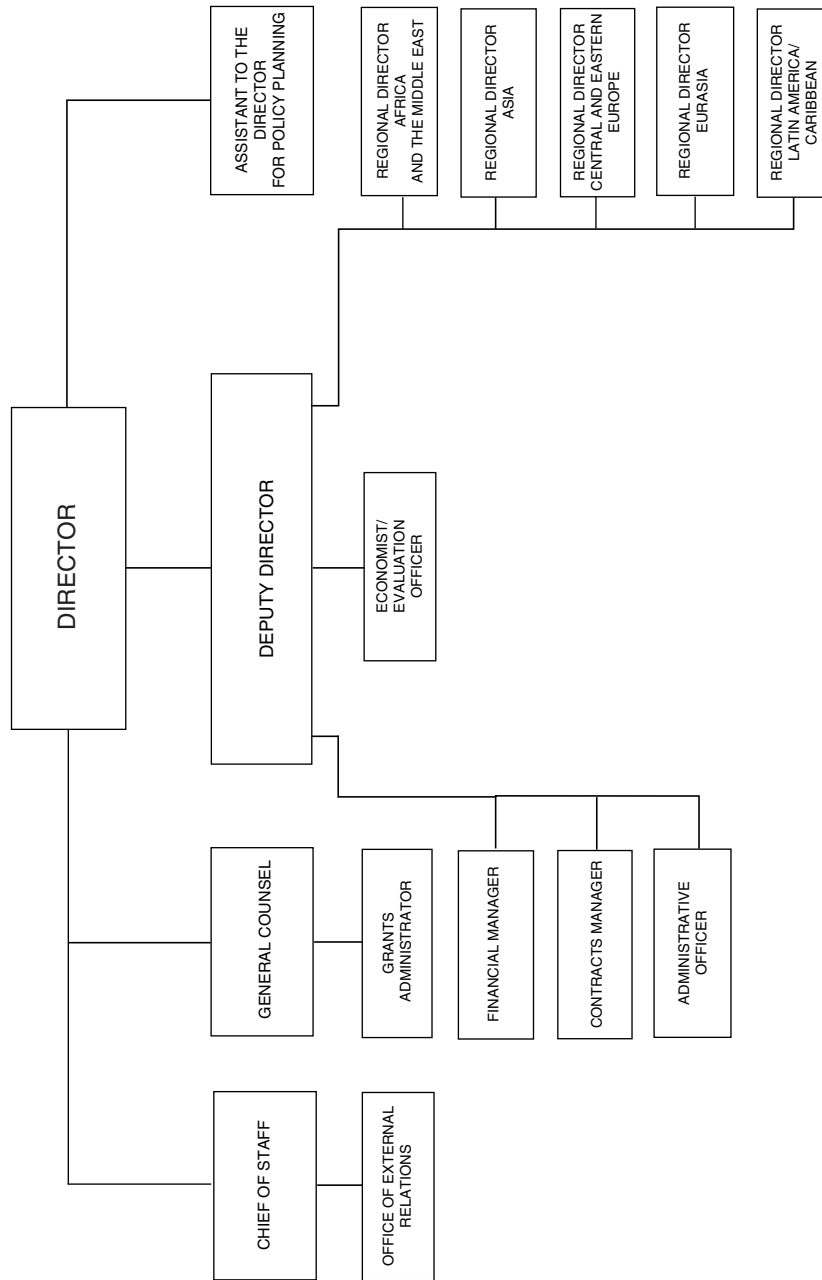 DIRECTOR
CHIEF OF STAFF
GENERAL COUNSEL
DEPUTY DIRECTOR
ASSISTANT TO THE
DIRECTOR
FOR POLICY PLANNING
OFFICE OF EXTERNAL
RELATIONS
GRANTS
ADMINISTRATOR
ECONOMIST/
EVALUATION
OFFICER
REGIONAL DIRECTOR
AFRICA
AND THE MIDDLE EAST
FINANCIAL MANAGER
REGIONAL DIRECTOR
ASIA
CONTRACTS MANAGER
REGIONAL DIRECTOR
CENTRAL AND EASTERN
EUROPE
ADMINISTRATIVE
OFFICER
REGIONAL DIRECTOR
EURASIA
REGIONAL DIRECTOR
LATIN AMERICA/
CARIBBEAN